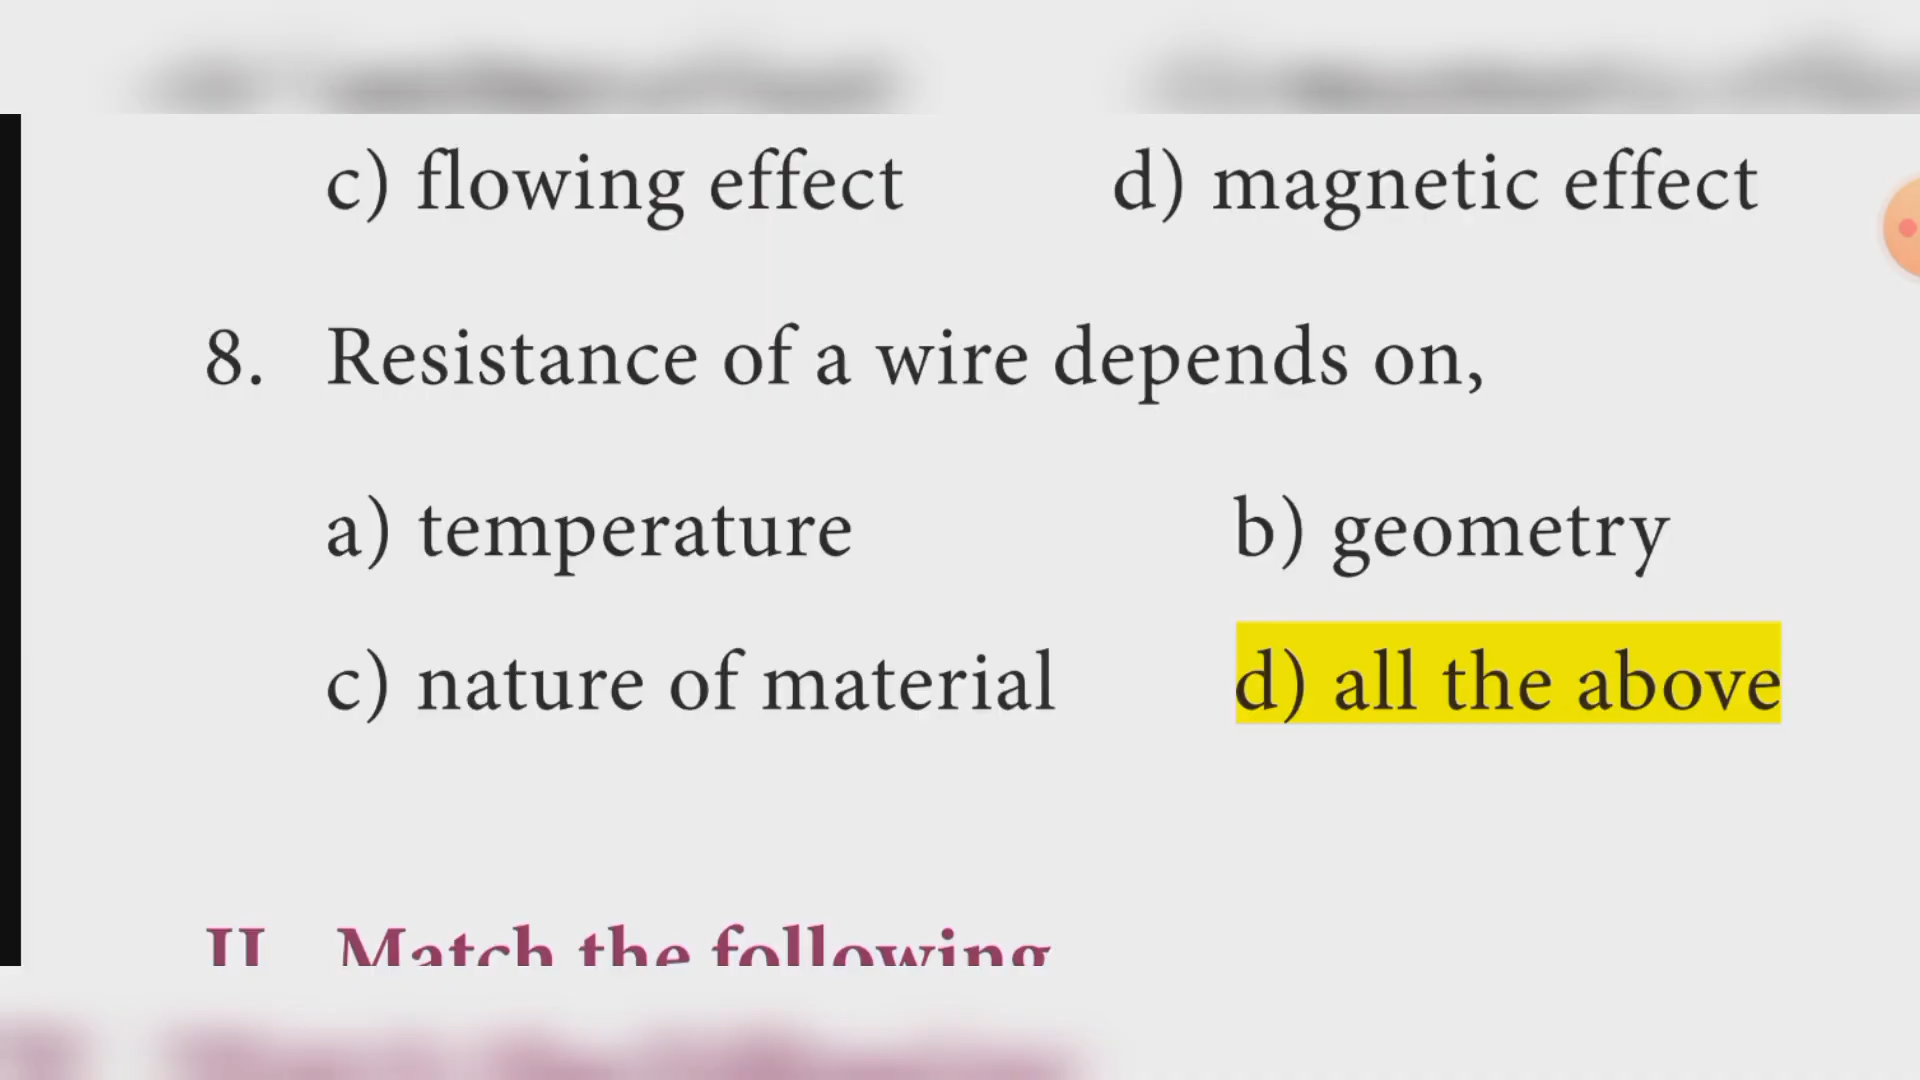 c) flowing effect d) magnetic effect
8. Resistance of a wire depends on,
a) temperature b) geometry
c) nature of material d) all the above
II Match the following